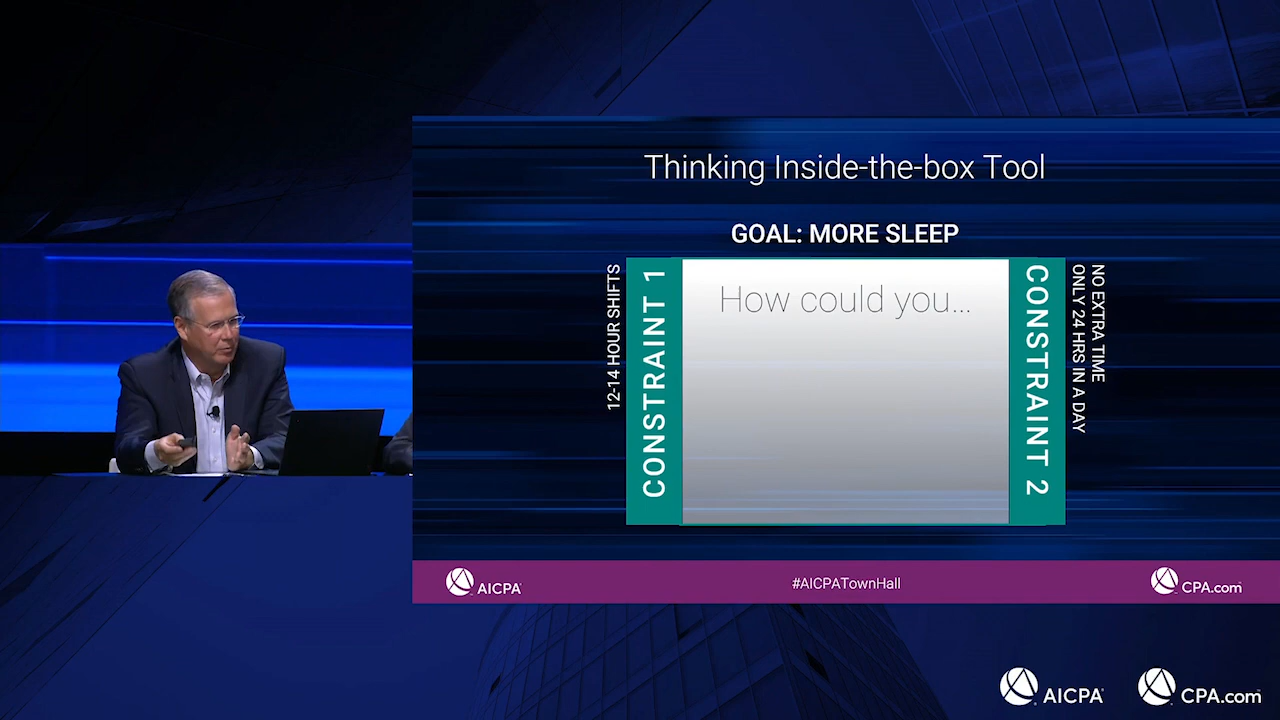 Thinking Inside-the-box Tool
GOAL: MORE SLEEP
12-14 HOUR SHIFTS
CONSTRAINT 1
How could you...
CONSTRAINT 2
NO EXTRA TIME
ONLY 24 HRS IN A DAY
AICPA
#AICPATownHall
CPA.com
AICPA
CPA.com